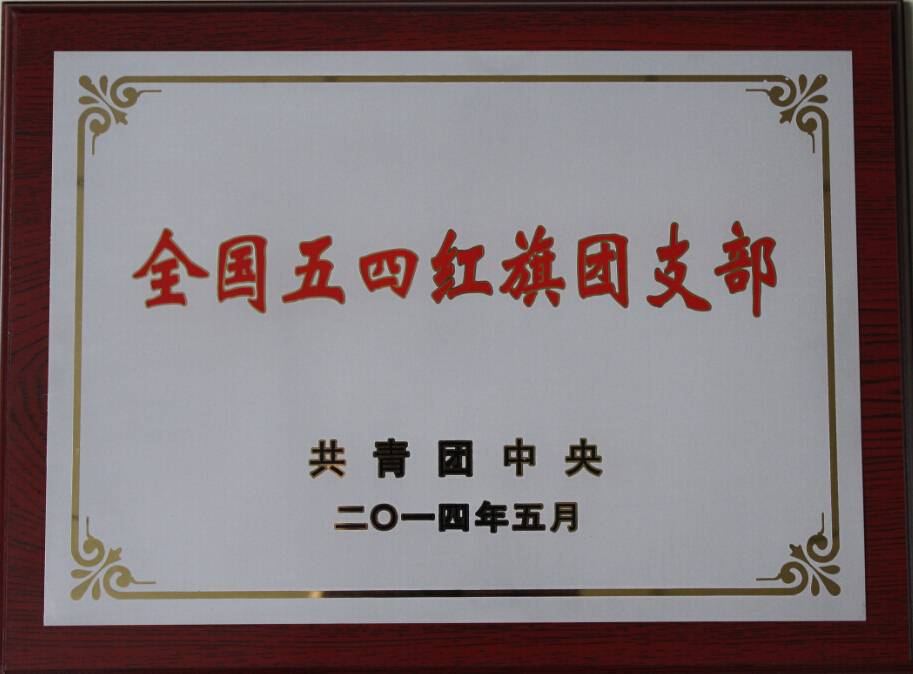 全国五四红旗团支部
共青团中央
二〇一四年五月